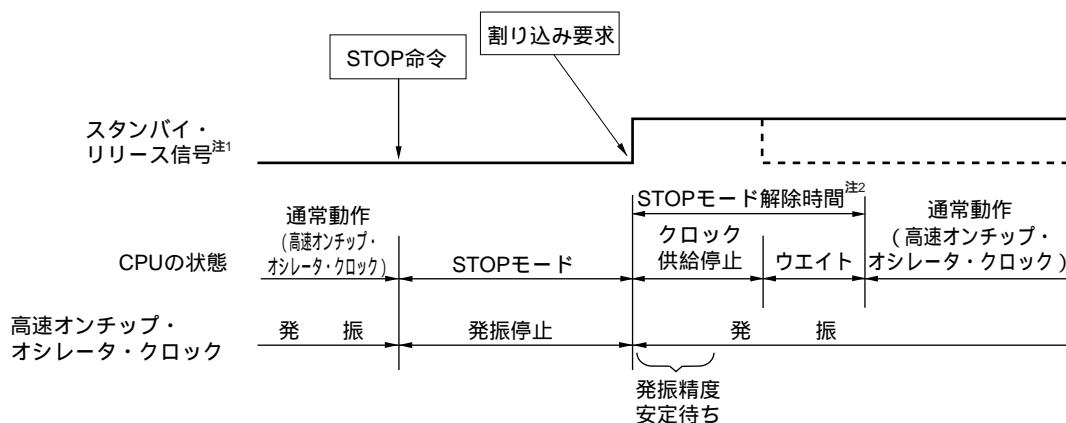 割り込み要求
STOP命令
スタンバイ・
リリース信号注1
STOPモード解除時間注2
通常動作
(高速オンチップ・
オシレータ・クロック)
クロック
供給停止
通常動作
(高速オンチップ・
オシレータ・クロック)
CPUの状態
STOPモード
ウエイト
高速オンチップ・
オシレータ・クロック
発 振
発振停止
発 振
発振精度
安定待ち